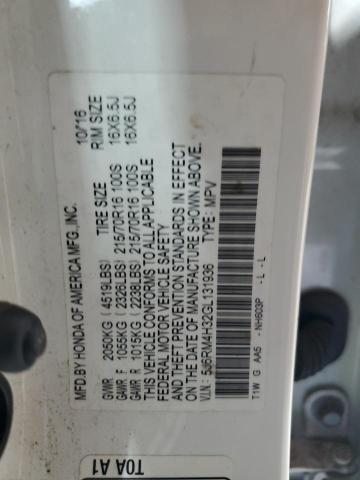 MFD.BY HONDA OF AMERICA MFG.,INC. 10/16
TIRE SIZE RIM SIZE
GVWR 2050KG (4519LBS)
GAWR F 1055KG (2326LBS) 215/70R16 100S 16X6.5J
GAWR R 1015KG (2238LBS) 215/70R16 100S 16X6.5J
THIS VEHICLE CONFORMS TO ALL APPLICABLE
FEDERAL MOTOR VEHICLE SAFETY
AND THEFT PREVENTION STANDARDS IN EFFECT
ON THE DATE OF MANUFACTURE SHOWN ABOVE.
V.I.N.: 5J6RM4H32GL131936 TYPE: MPV
T1W G AA5 NH603P - L - L
T0A A1